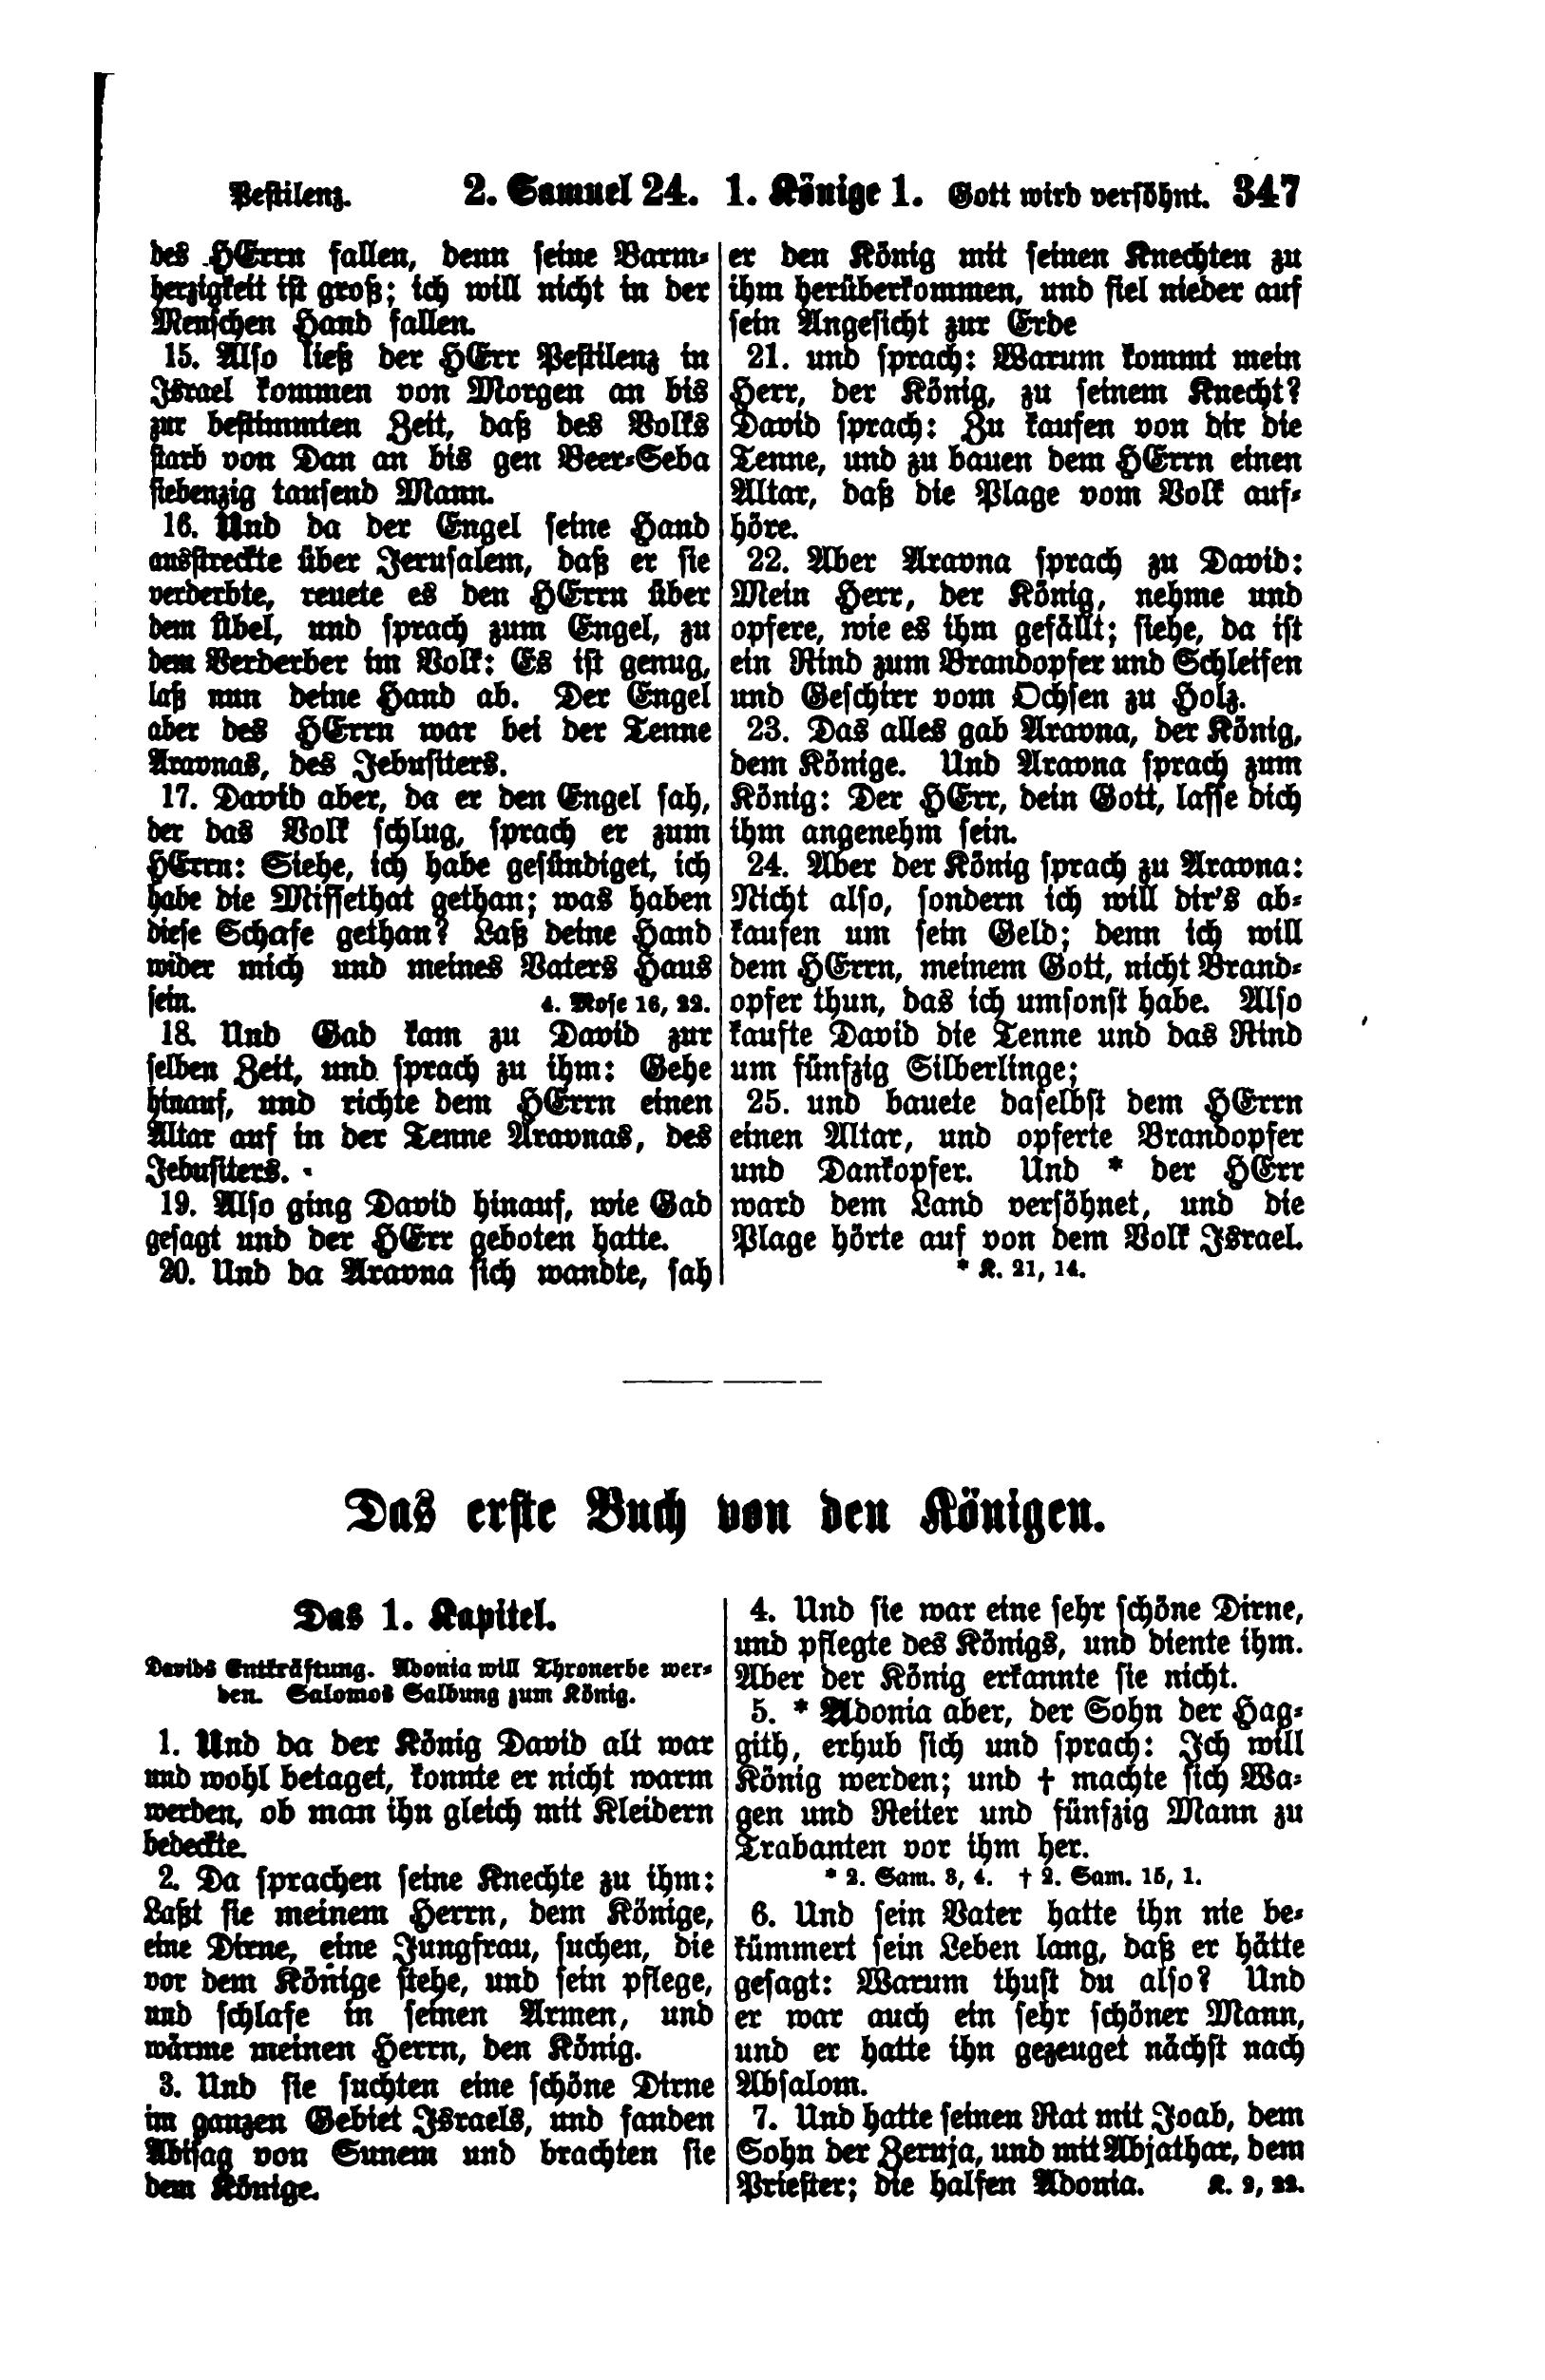 Pestilenz. 2. Samuel 24. 1. Könige 1. Gott wird versöhnt. 347
des HErrn fallen, denn seine Barm-
herzigkeit ist groß; ich will nicht in der
Menschen Hand fallen.
15. Also ließ der HErr Pestilenz in
Israel kommen von Morgen an bis
zur bestimmten Zeit, daß des Volks
starb von Dan an bis gen Beer-Seba
siebenzig tausend Mann.
16. Und da der Engel seine Hand
ausstreckte über Jerusalem, daß er sie
verderbte, reuete es den HErrn über
dem Übel, und sprach zum Engel, zu
dem Verderber im Volk: Es ist genug,
laß nun deine Hand ab. Der Engel
aber des HErrn war bei der Tenne
Aravnas, des Jebusiters.
17. David aber, da er den Engel sah,
der das Volk schlug, sprach er zum
HErrn: Siehe, ich habe gesündiget, ich
habe die Missethat gethan; was haben
diese Schafe gethan? Laß deine Hand
wider mich und meines Vaters Haus
sein. 4. Mose 16, 22.
18. Und Gad kam zu David zur
selben Zeit, und sprach zu ihm: Gehe
hinauf, und richte dem HErrn einen
Altar auf in der Tenne Aravnas, des
Jebusiters.
19. Also ging David hinauf, wie Gad
gesagt und der HErr geboten hatte.
20. Und da Aravna sich wandte, sah
er den König mit seinen Knechten zu
ihm herüberkommen, und fiel nieder auf
sein Angesicht zur Erde
21. und sprach: Warum kommt mein
Herr, der König, zu seinem Knecht?
David sprach: Zu kaufen von dir die
Tenne, und zu bauen dem HErrn einen
Altar, daß die Plage vom Volk auf-
höre.
22. Aber Aravna sprach zu David:
Mein Herr, der König, nehme und
opfere, wie es ihm gefällt; siehe, da ist
ein Rind zum Brandopfer und Schleifen
und Geschirr vom Ochsen zu Holz.
23. Das alles gab Aravna, der König,
dem Könige. Und Aravna sprach zum
König: Der HErr, dein Gott, lasse dich
ihm angenehm sein.
24. Aber der König sprach zu Aravna:
Nicht also, sondern ich will dir's ab-
kaufen um sein Geld; denn ich will
dem HErrn, meinem Gott, nicht Brand-
opfer thun, das ich umsonst habe. Also
kaufte David die Tenne und das Rind
um fünfzig Silberlinge;
25. und bauete daselbst dem HErrn
einen Altar, und opferte Brandopfer
und Dankopfer. Und * der HErr
ward dem Land versöhnet, und die
Plage hörte auf von dem Volk Israel.
* K. 21, 14.
Das erste Buch von den Königen.
Das 1. Kapitel.
Davids Entkräftung. Adonia will Thronerbe wer-
den. Salomos Salbung zum König.
1. Und da der König David alt war
und wohl betaget, konnte er nicht warm
werden, ob man ihn gleich mit Kleidern
bedeckte.
2. Da sprachen seine Knechte zu ihm:
Laßt sie meinem Herrn, dem Könige,
eine Dirne, eine Jungfrau, suchen, die
vor dem Könige stehe, und sein pflege,
und schlafe in seinen Armen, und
wärme meinen Herrn, den König.
3. Und sie suchten eine schöne Dirne
im ganzen Gebiet Israels, und fanden
Abisag von Sunem und brachten sie
dem Könige.
4. Und sie war eine sehr schöne Dirne,
und pflegte des Königs, und diente ihm.
Aber der König erkannte sie nicht.
5. * Adonia aber, der Sohn der Hag-
gith, erhub sich und sprach: Ich will
König werden; und † machte sich Wa-
gen und Reiter und fünfzig Mann zu
Trabanten vor ihm her.
* 2. Sam. 3, 4. † 2. Sam. 15, 1.
6. Und sein Vater hatte ihn nie be-
kümmert sein Leben lang, daß er hätte
gesagt: Warum thust du also? Und
er war auch ein sehr schöner Mann,
und er hatte ihn gezeuget nächst nach
Absalom.
7. Und hatte seinen Rat mit Joab, dem
Sohn der Zeruja, und mit Abjathar, dem
Priester; die halfen Adonia. K. 2, 22.